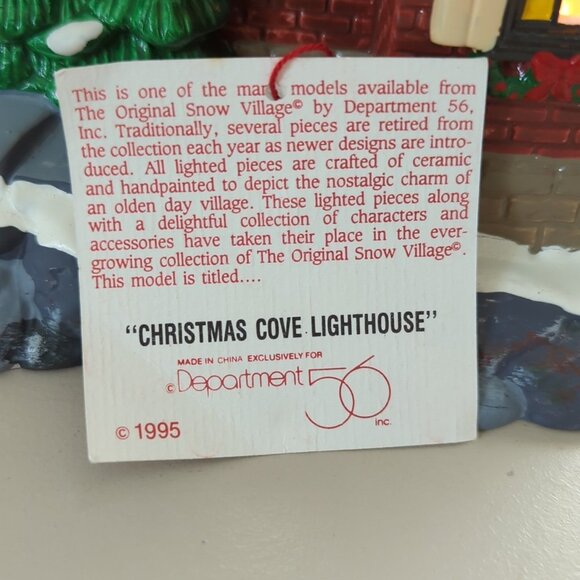 This is one of the many models available from
The Original Snow Village© by Department 56,
Inc. Traditionally, several pieces are retired from
the collection each year as newer designs are intro-
duced. All lighted pieces are crafted of ceramic
and handpainted to depict the nostalgic charm of
an olden day village. These lighted pieces along
with a delightful collection of characters and
accessories have taken their place in the ever-
growing collection of The Original Snow Village©.
This model is titled....
"CHRISTMAS COVE LIGHTHOUSE"
MADE IN CHINA EXCLUSIVELY FOR
© Department 56
inc.
© 1995